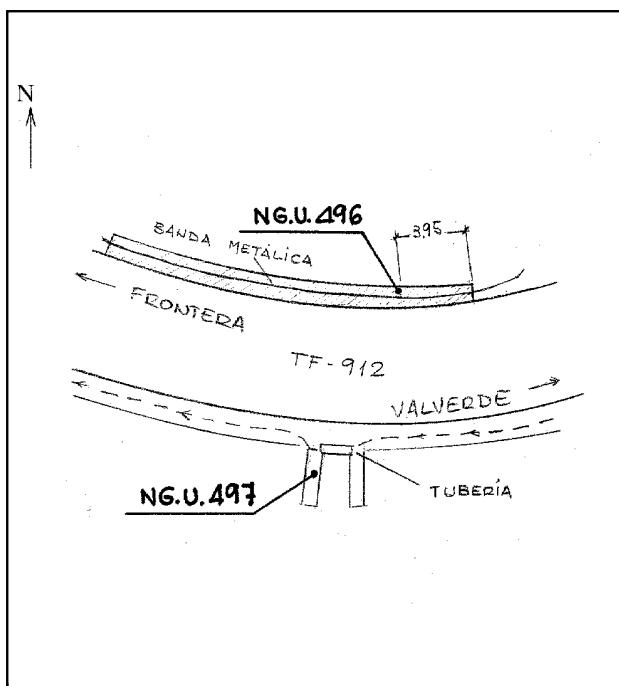 N
NG.U.496
3,95
BANDA METÁLICA
FRONTERA
TF-912
VALVERDE
NG.U.497
TUBERÍA